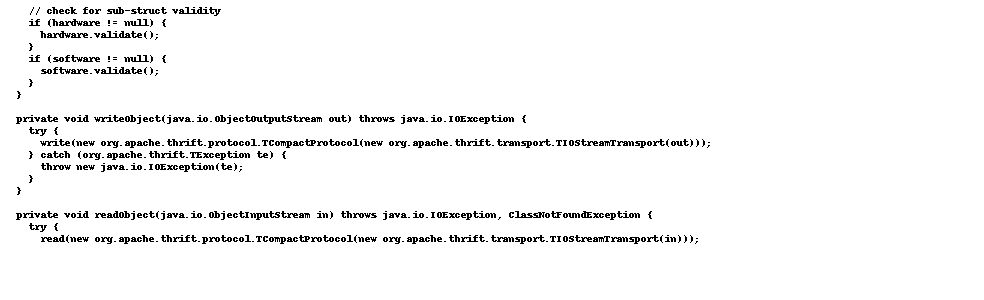 // check for sub-struct validity
if (hardware != null) {
hardware.validate();
}
if (software != null) {
software.validate();
}
}
private void writeObject(java.io.ObjectOutputStream out) throws java.io.IOException {
try {
write(new org.apache.thrift.protocol.TCompactProtocol(new org.apache.thrift.transport.TIOStreamTransport(out)));
} catch (org.apache.thrift.TException te) {
throw new java.io.IOException(te);
}
}
private void readObject(java.io.ObjectInputStream in) throws java.io.IOException, ClassNotFoundException {
try {
read(new org.apache.thrift.protocol.TCompactProtocol(new org.apache.thrift.transport.TIOStreamTransport(in)));